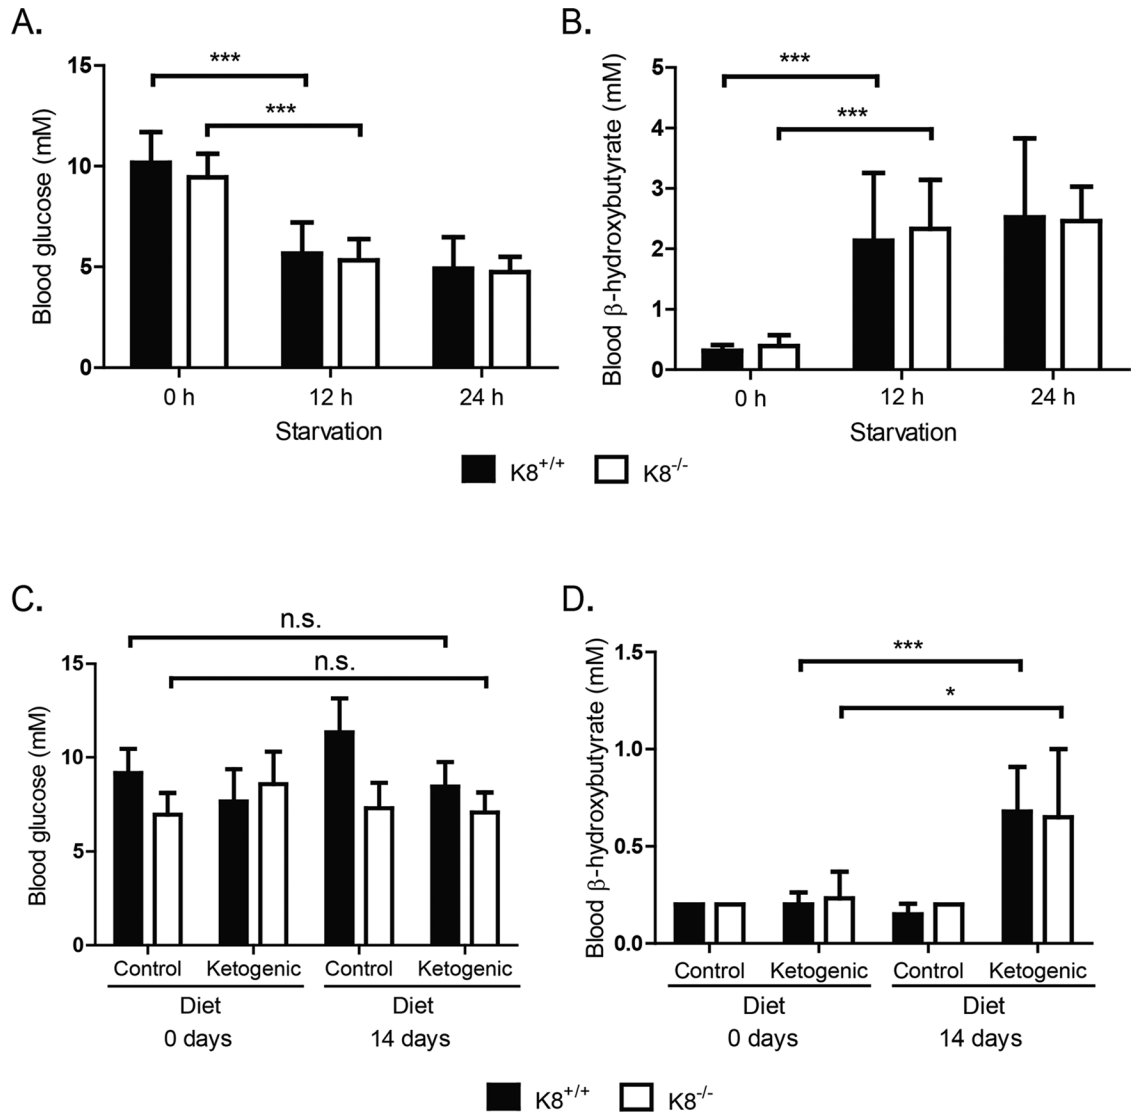 A.
B.
***
***
15
10
5
0
Blood glucose (mM)
0 h
12 h
24 h
Starvation
***
***
5
4
3
2
1
0
Blood β-hydroxybutyrate (mM)
0 h
12 h
24 h
Starvation
K8+/+
K8-/-
C.
D.
n.s.
n.s.
15
10
5
0
Blood glucose (mM)
Control
Ketogenic
Control
Ketogenic
Diet
Diet
0 days
14 days
***
*
1.5
1.0
0.5
0.0
Blood β-hydroxybutyrate (mM)
Control
Ketogenic
Control
Ketogenic
Diet
Diet
0 days
14 days
K8+/+
K8-/-